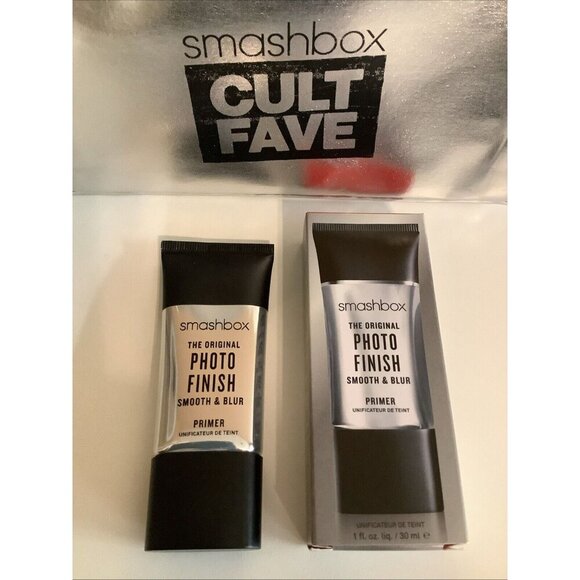 smashbox
CULT
FAVE
smashbox
THE ORIGINAL
PHOTO
FINISH
SMOOTH & BLUR
PRIMER
UNIFICATEUR DE TEINT
smashbox
THE ORIGINAL
PHOTO
FINISH
SMOOTH & BLUR
PRIMER
UNIFICATEUR DE TEINT
UNIFICATEUR DE TEINT
1 fl. oz. liq. / 30 ml e